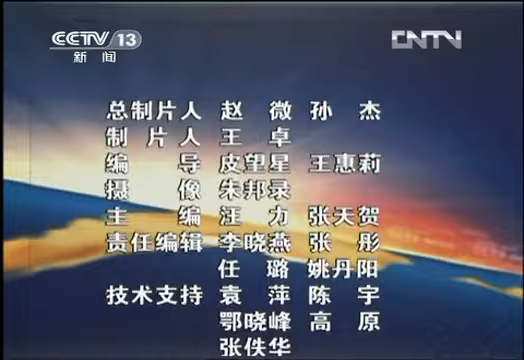 CCTV 13
新闻
CNTV
总制片人 赵 微 孙 杰
制片人 王 卓
编 导 皮望星 王惠莉
摄 像 朱邦录
主 编 汪 力 张天贺
责任编辑 李晓燕 张 彤
任 璐 姚丹阳
技术支持 袁 萍 陈 宇
鄂晓峰 高 原
张佚华